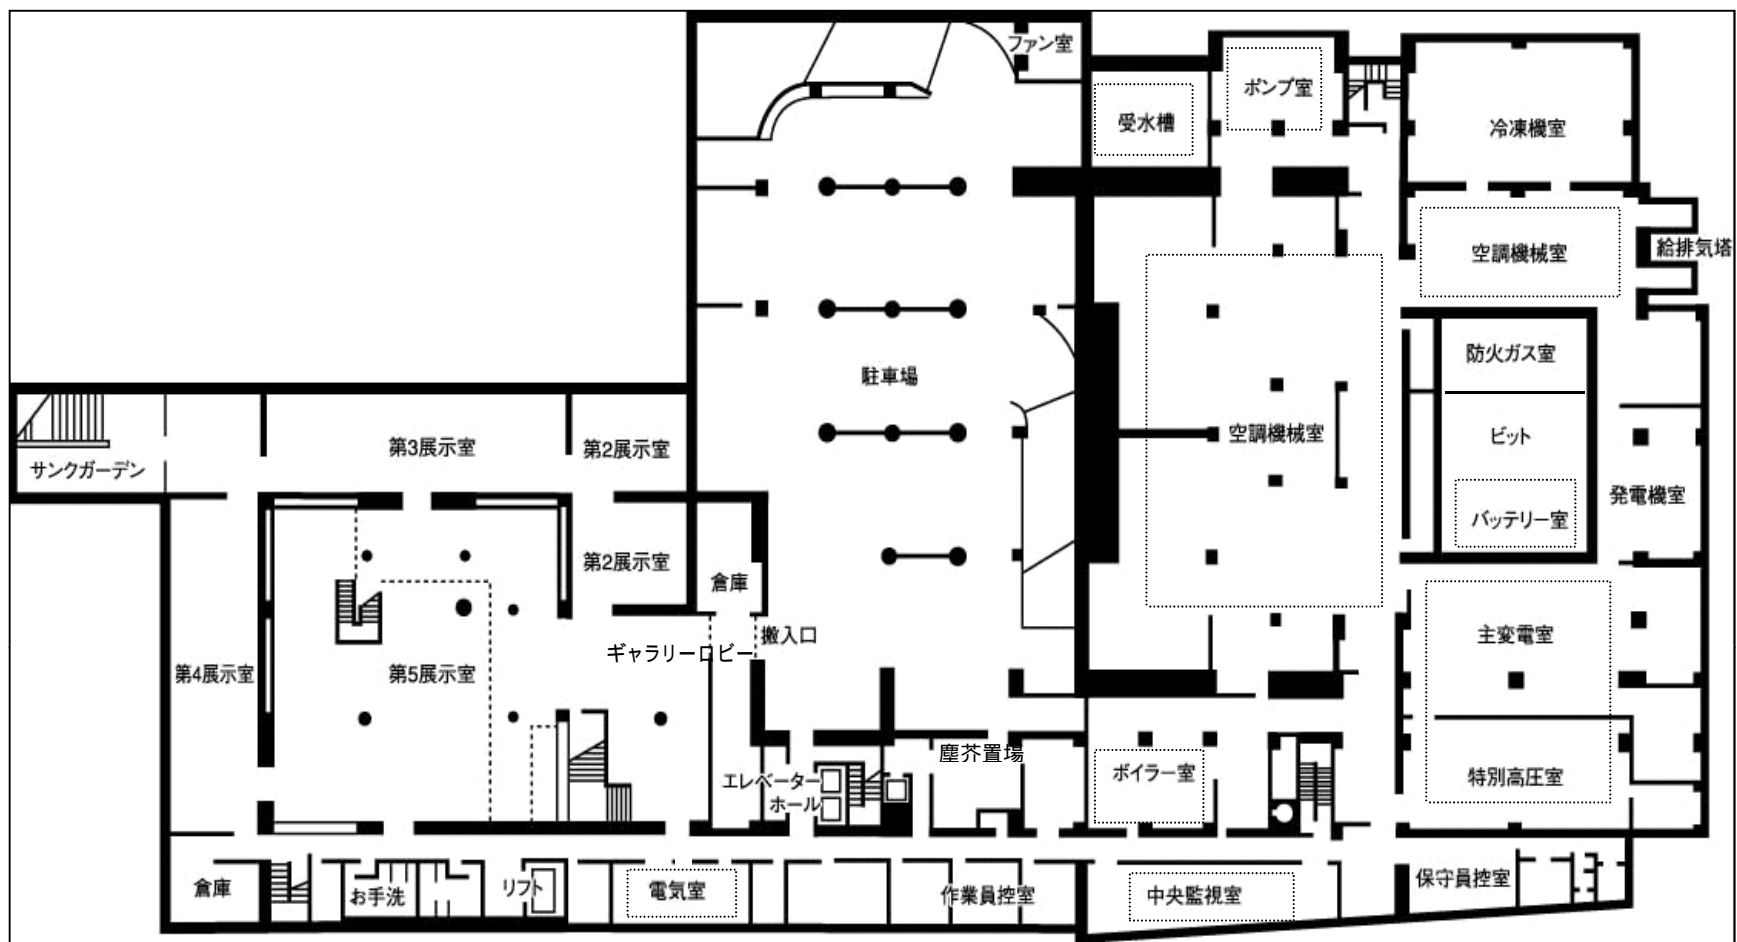 ファン室
ポンプ室
受水槽
冷凍機室
空調機械室
給排気塔
防火ガス室
駐車場
空調機械室
ピット
第3展示室
第2展示室
サンクガーデン
発電機室
バッテリー室
第2展示室
倉庫
搬入口
主変電室
ギャラリーロビー
第4展示室
第5展示室
塵芥置場
ボイラー室
特別高圧室
エレベーター
ホール
倉庫
お手洗
リフト
電気室
作業員控室
中央監視室
保守員控室